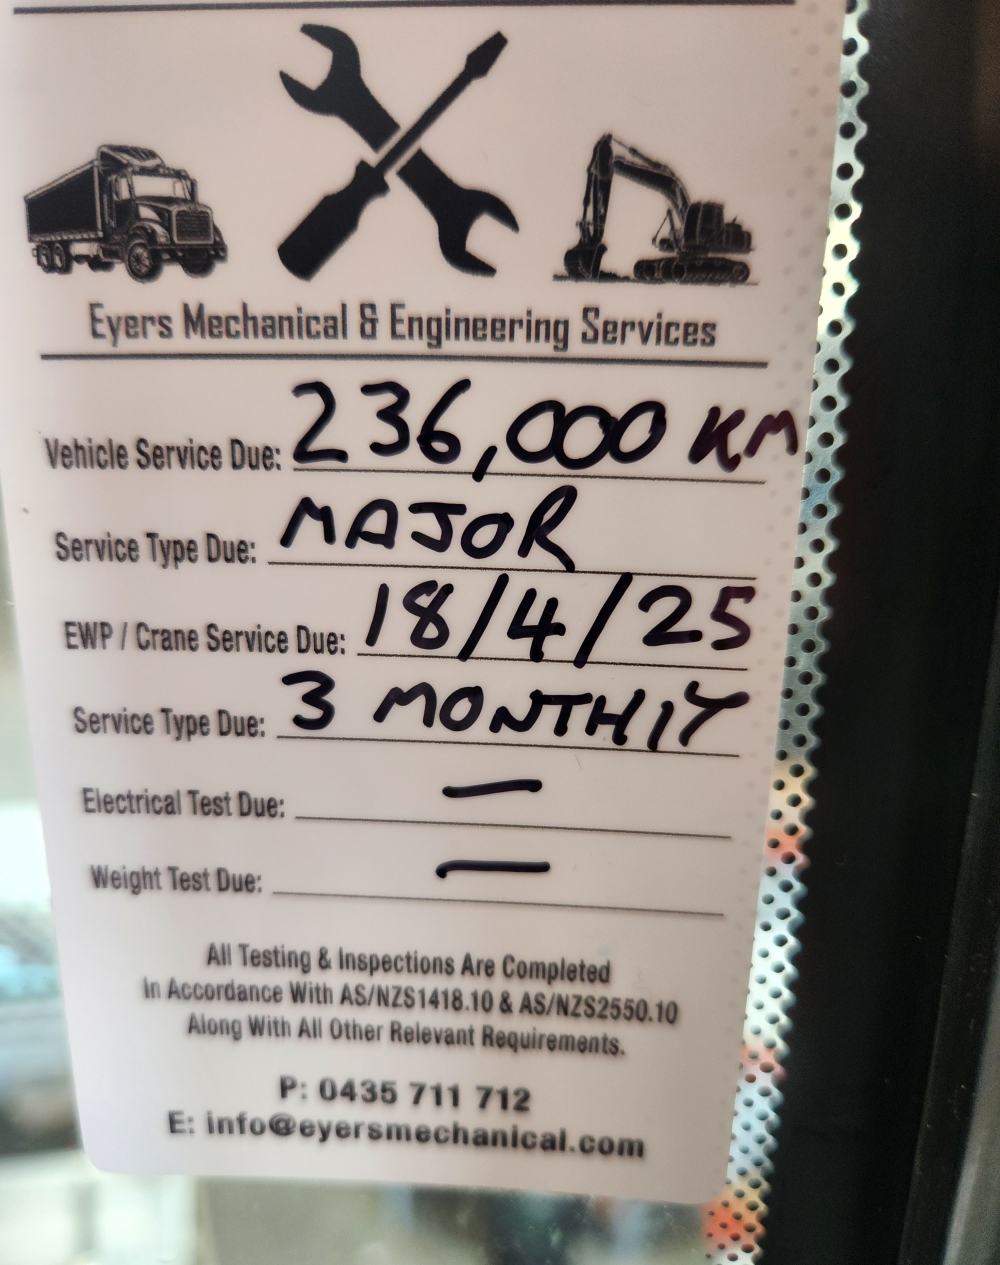 Eyers Mechanical & Engineering Services
Vehicle Service Due: 236,000 KM
Service Type Due: MAJOR
EWP / Crane Service Due: 18/4/25
Service Type Due: 3 MONTHLY
Electrical Test Due: —
Weight Test Due: —
All Testing & Inspections Are Completed
In Accordance With AS/NZS1418.10 & AS/NZS2550.10
Along With All Other Relevant Requirements.
P: 0435 711 712
E: info@eyersmechanical.com